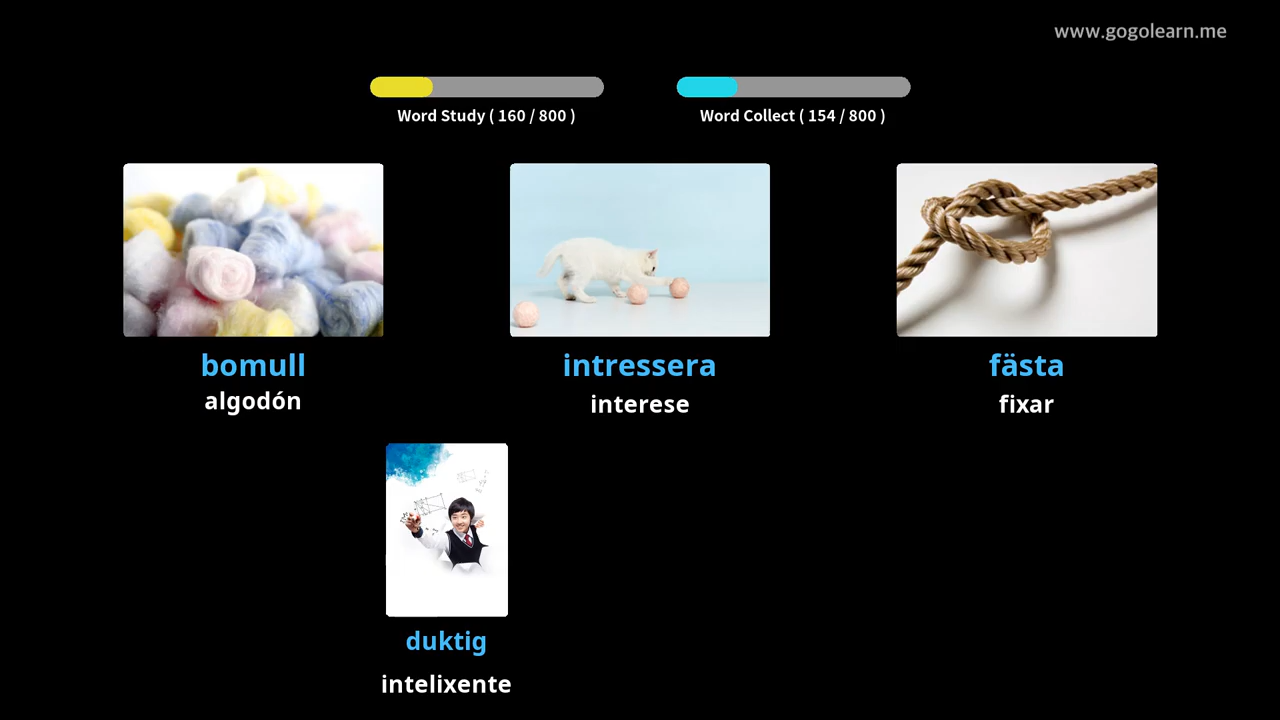 www.gogolearn.me
Word Study ( 160 / 800 )
Word Collect ( 154 / 800 )
bomull
algodón
intressera
interese
fästa
fixar
duktig
intelixente